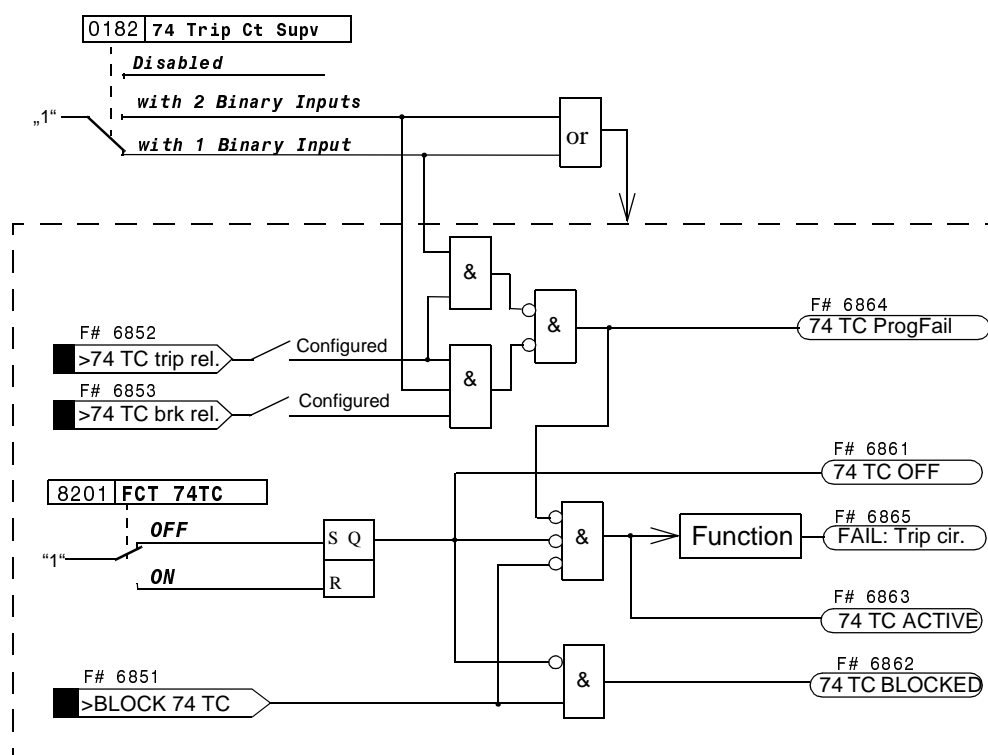 0182 74 Trip Ct Supv
Disabled
with 2 Binary Inputs
„1“
with 1 Binary Input
or
&
F# 6864
74 TC ProgFail
&
F# 6852
>74 TC trip rel.
Configured
&
F# 6853
>74 TC brk rel.
Configured
F# 6861
74 TC OFF
8201 FCT 74TC
OFF
“1“
ON
S Q
R
&
Function
F# 6865
FAIL: Trip cir.
F# 6863
74 TC ACTIVE
F# 6862
74 TC BLOCKED
&
F# 6851
>BLOCK 74 TC